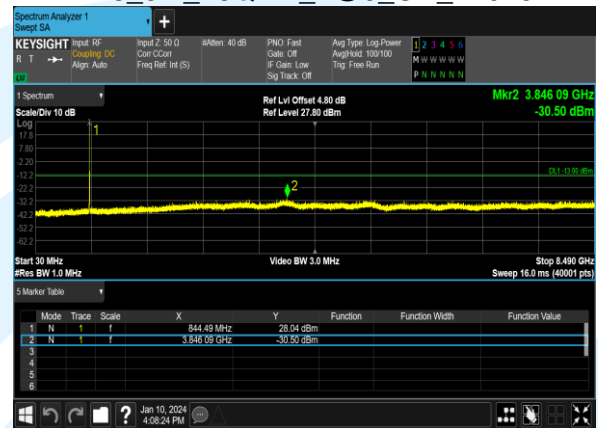 Spectrum Analyzer 1
Swept SA
+
KEYSIGHT Input: RF Input Z: 50 Ω #Atten: 40 dB PNO: Fast Avg Type: Log-Power 1 2 3 4 5 6
R T Coupling: DC Corr CCorr Gate: Off Avg|Hold: 100/100 M W W W W W
Align: Auto Freq Ref: Int (S) IF Gain: Low Trig: Free Run
Sig Track: Off P N N N N N
1 Spectrum Ref Lvl Offset 4.80 dB Mkr2 3.846 09 GHz
Scale/Div 10 dB Ref Level 27.80 dBm -30.50 dBm
Log
1
17.8
7.80
-2.20
-12.2 DL1 -13.00 dBm
-22.2
2
-32.2
-42.2
-52.2
-62.2
Start 30 MHz Video BW 3.0 MHz Stop 8.490 GHz
#Res BW 1.0 MHz Sweep 16.0 ms (40001 pts)
5 Marker Table
Mode Trace Scale X Y Function Function Width Function Value
1 N 1 f 844.49 MHz 28.04 dBm
2 N 1 f 3.846 09 GHz -30.50 dBm
3
4
5
6
? Jan 10, 2024
4:08:24 PM